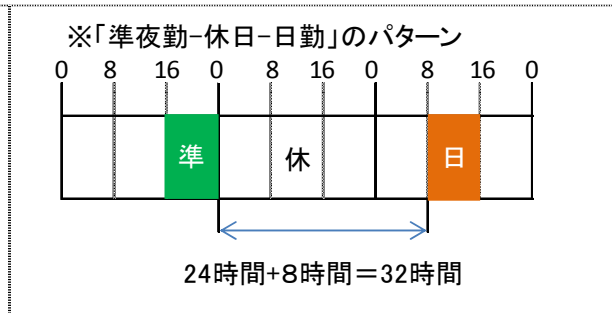 ※「準夜勤-休日-日勤」のパターン
0 8 16 0 8 16 0 8 16 0
準 休 日
24時間+8時間＝32時間